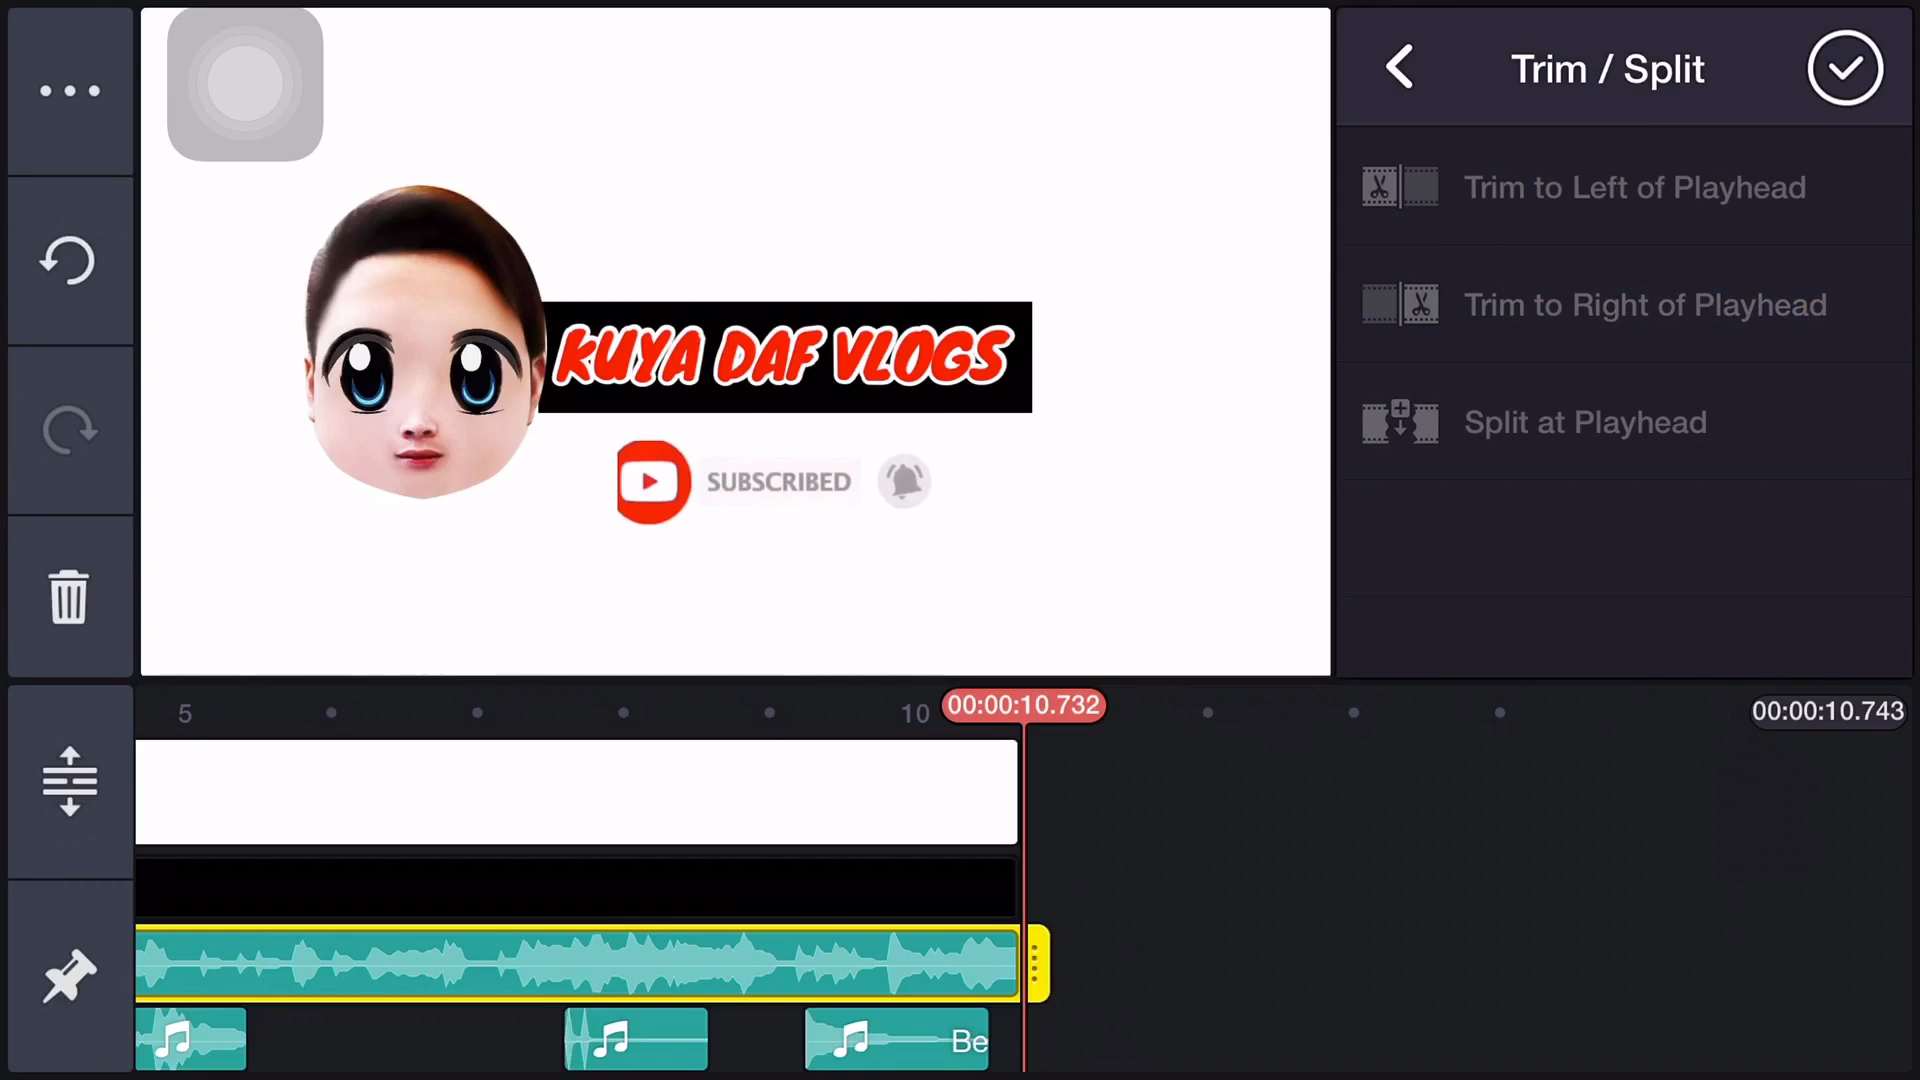 Trim / Split
Trim to Left of Playhead
Trim to Right of Playhead
Split at Playhead
KUYA DAF VLOGS
SUBSCRIBED
5
10
00:00:10.732
00:00:10.743
Be